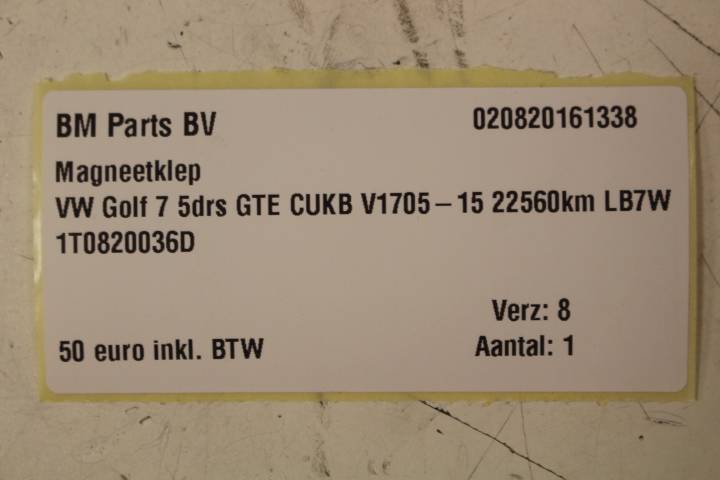 BM Parts BV 020820161338
Magneetklep
VW Golf 7 5drs GTE CUKB V1705-15 22560km LB7W
1T0820036D
Verz: 8
50 euro inkl. BTW Aantal: 1